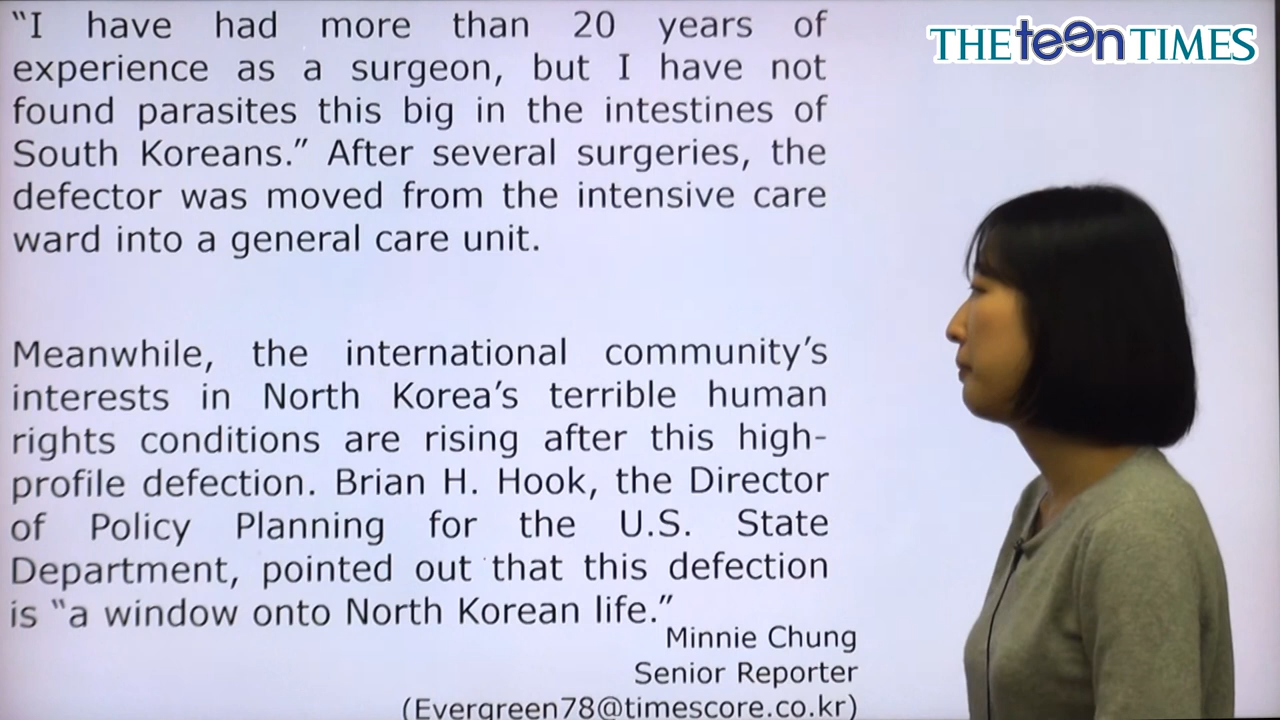 “I have had more than 20 years of
experience as a surgeon, but I have not
found parasites this big in the intestines of
South Koreans.” After several surgeries, the
defector was moved from the intensive care
ward into a general care unit.
Meanwhile, the international community’s
interests in North Korea’s terrible human
rights conditions are rising after this high-
profile defection. Brian H. Hook, the Director
of Policy Planning for the U.S. State
Department, pointed out that this defection
is “a window onto North Korean life.”
Minnie Chung
Senior Reporter
(Evergreen78@timescore.co.kr)
THE teen TIMES